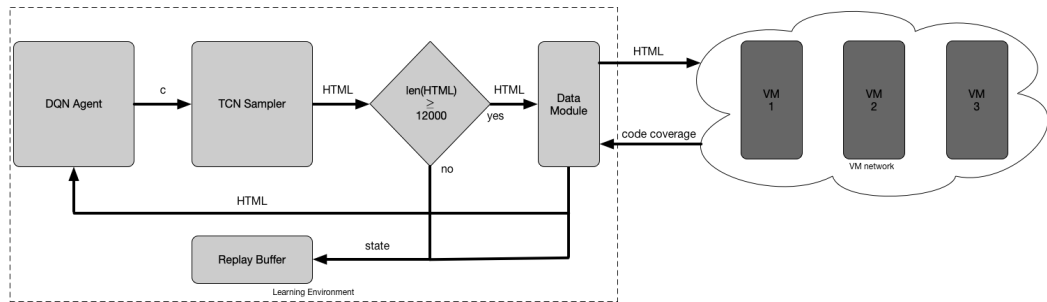 DQN Agent
c
TCN Sampler
HTML
len(HTML)
≥
12000
HTML
yes
no
Data
Module
HTML
code coverage
VM
1
VM
2
VM
3
VM network
HTML
state
Replay Buffer
Learning Environment